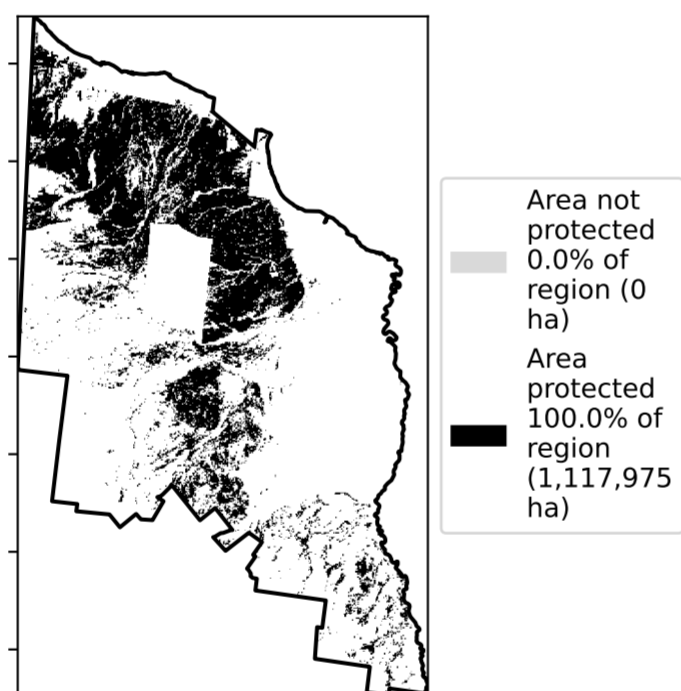 Area not
protected
0.0% of
region (0
ha)
Area
protected
100.0% of
region
(1,117,975
ha)